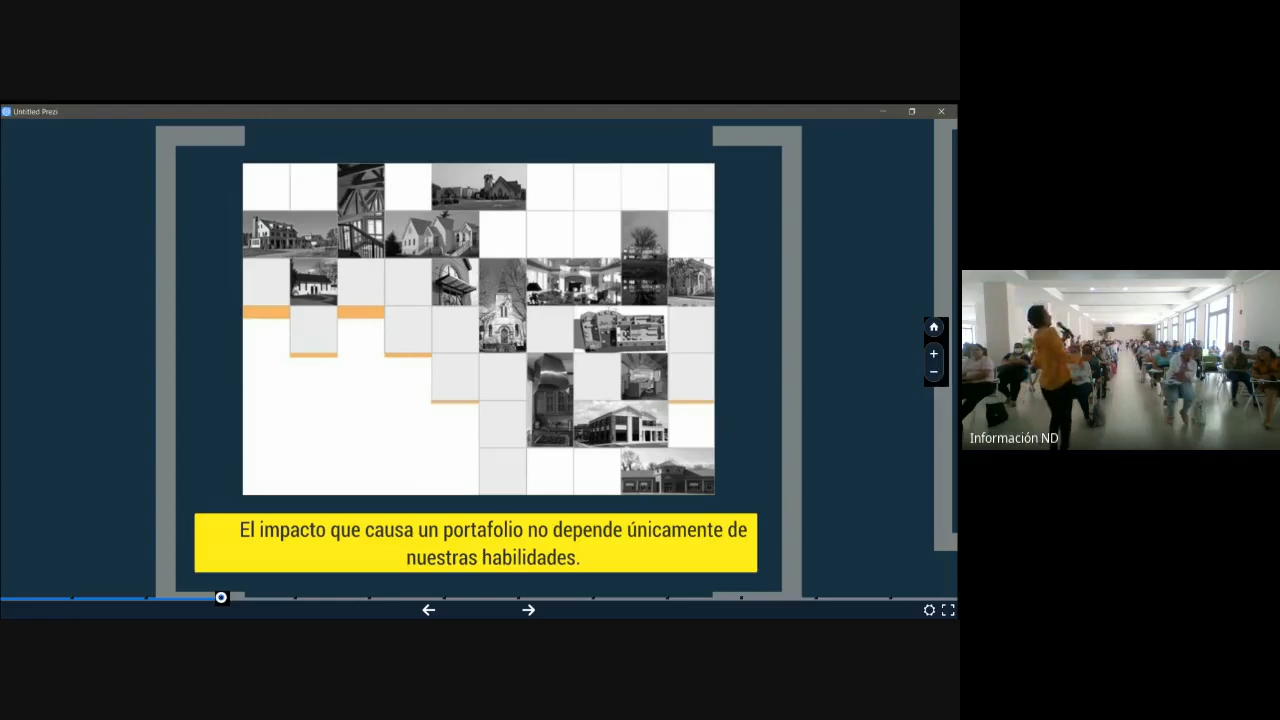 Untitled Prezi
El impacto que causa un portafolio no depende únicamente de
nuestras habilidades.
Información ND